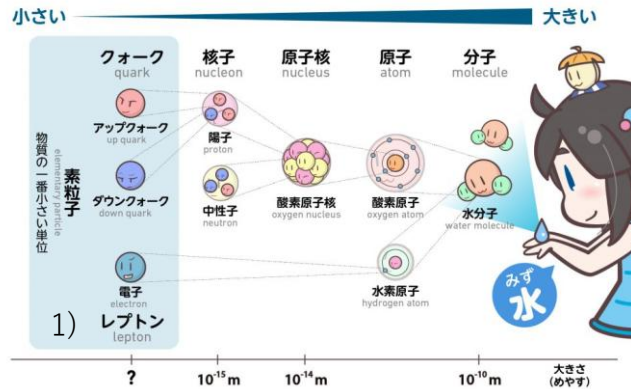 小さい
大きい
クォーク
quark
核子
nucleon
原子核
nucleus
原子
atom
分子
molecule
物質の一番小さい単位
素粒子
elementary particle
アップクォーク
up quark
ダウンクォーク
down quark
電子
electron
1)
レプトン
lepton
陽子
proton
中性子
neutron
酸素原子核
oxygen nucleus
酸素原子
oxygen atom
水素原子
hydrogen atom
水分子
water molecule
みず
水
?
10⁻¹⁵ m
10⁻¹⁴ m
10⁻¹⁰ m
大きさ
(めやす)